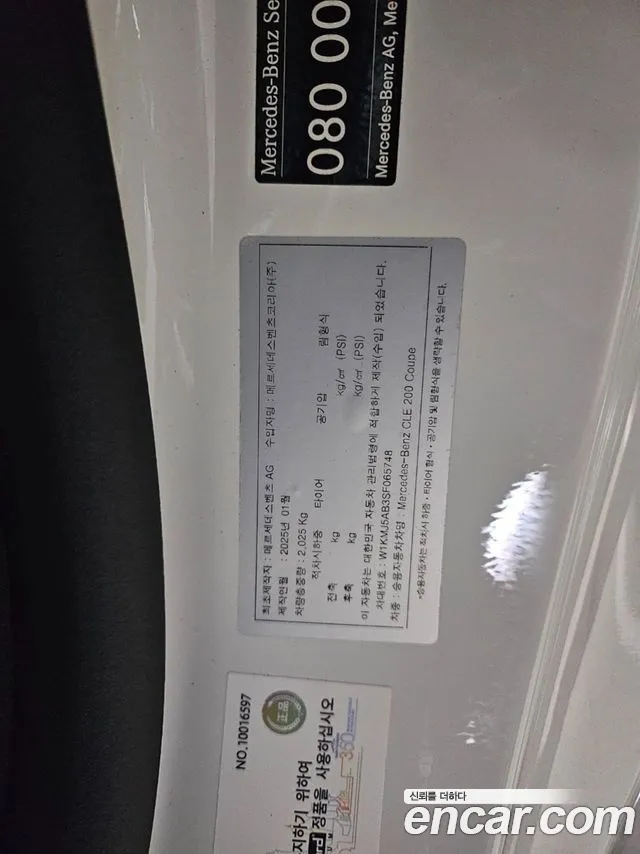 Mercedes-Benz Se
080 00
Mercedes-Benz AG, Me
최초제작자 : 메르세데스벤츠 AG 수입자명 : 메르세데스벤츠코리아(주)
제작연월 : 2025년 01월
차량총중량 : 2,025 Kg
적차시하중 타이어 공기압 림형식
전축 kg kg/㎠ (PSI)
후축 kg kg/㎠ (PSI)
이 자동차는 대한민국 자동차 관리법령에 적합하게 제작(수입) 되었습니다.
차대번호 : W1KMJ5AB3SF065748
차종 : 승용자동차차명 : Mercedes-Benz CLE 200 Coupe
*승용자동차는 적차시 하중 · 타이어 형식 · 공기압 및 림형식을 생략할 수 있습니다.
NO.10016597
正品
지하기 위하여
정품을 사용하십시오
360
신뢰를 더하다
encar.com